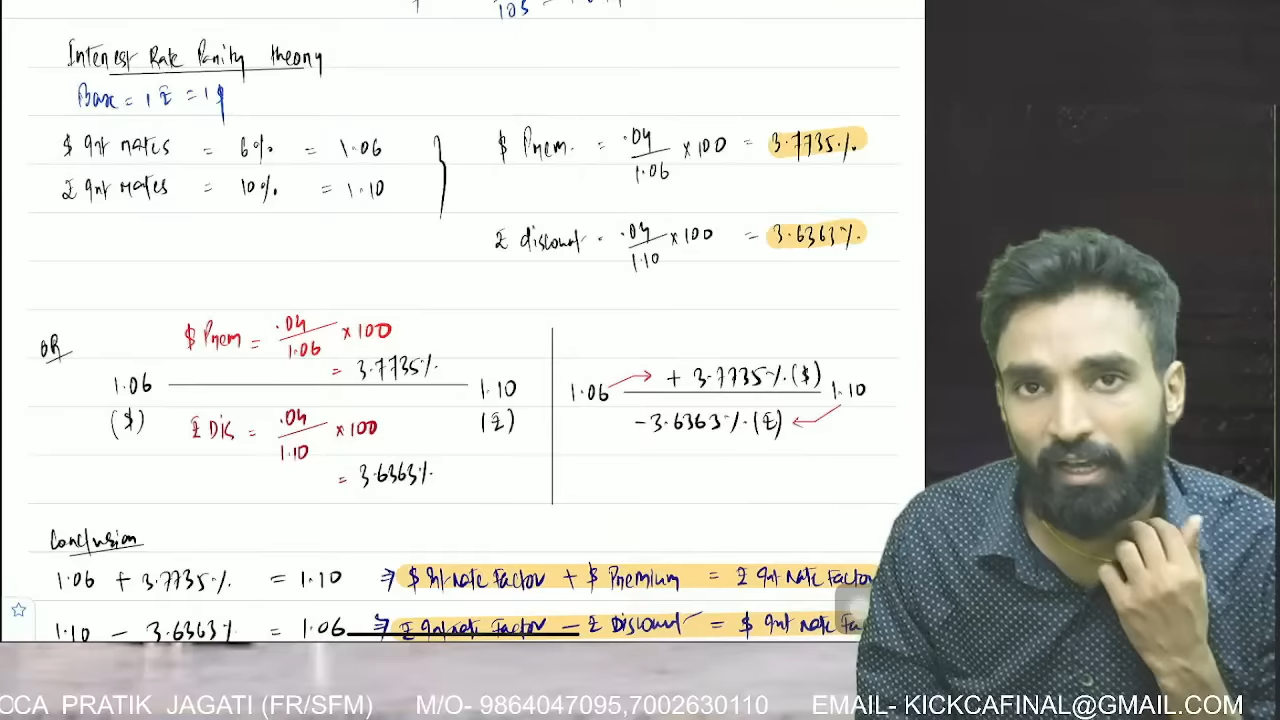 105
Interest Rate Parity theory
Base = 1 £ = 1 $
$ Int rates = 6% = 1.06
£ Int rates = 10% = 1.10
$ Prem. = .04/1.06 × 100 = 3.7735%
£ discount = .04/1.10 × 100 = 3.6363%
OR
$ Prem = .04/1.06 × 100
= 3.7735%
1.06 1.10
($) (£)
£ Dis = .04/1.10 × 100
= 3.6363%
1.06 + 3.7735% ($) 1.10
-3.6363% (£)
Conclusion
1.06 + 3.7735% = 1.10 ⇒ $ Int rate Factor + $ Premium = £ Int rate Factor
1.10 - 3.6363% = 1.06 ⇒ £ Int rate Factor - £ Discount = $ Int rate Fac
OCA PRATIK JAGATI (FR/SFM) M/O- 9864047095,7002630110 EMAIL- KICKCAFINAL@GMAIL.COM